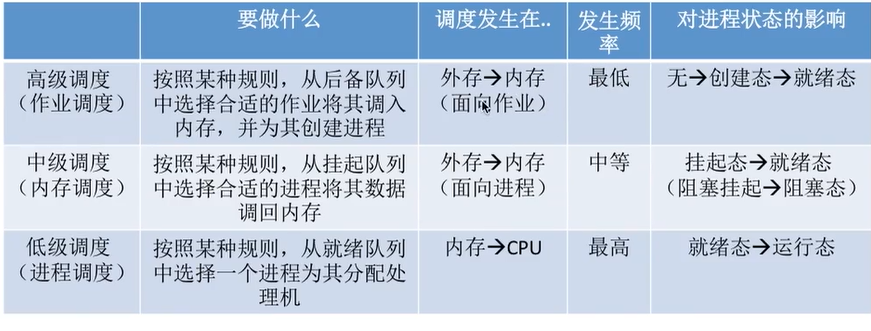 要做什么
调度发生在..
发生频
率
对进程状态的影响
高级调度
（作业调度）
按照某种规则，从后备队列
中选择合适的作业将其调入
内存，并为其创建进程
外存→内存
（面向作业）
最低
无→创建态→就绪态
中级调度
（内存调度）
按照某种规则，从挂起队列
中选择合适的进程将其数据
调回内存
外存→内存
（面向进程）
中等
挂起态→就绪态
（阻塞挂起→阻塞态）
低级调度
（进程调度）
按照某种规则，从就绪队列
中选择一个进程为其分配处
理机
内存→CPU
最高
就绪态→运行态